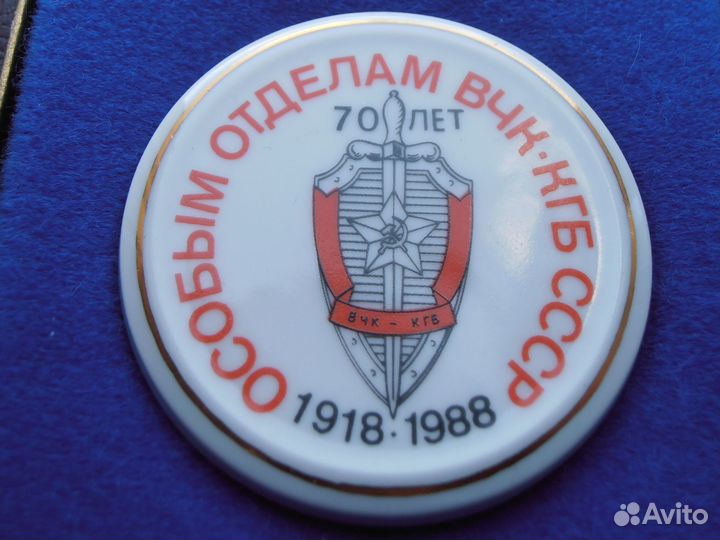 ОСОБЫМ ОТДЕЛАМ ВЧК·КГБ СССР
70 ЛЕТ
ВЧК - КГБ
1918·1988
Avito